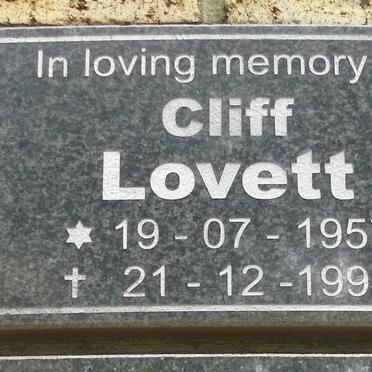 In loving memory
Cliff
Lovett
19 - 07 - 195
21 - 12 - 199